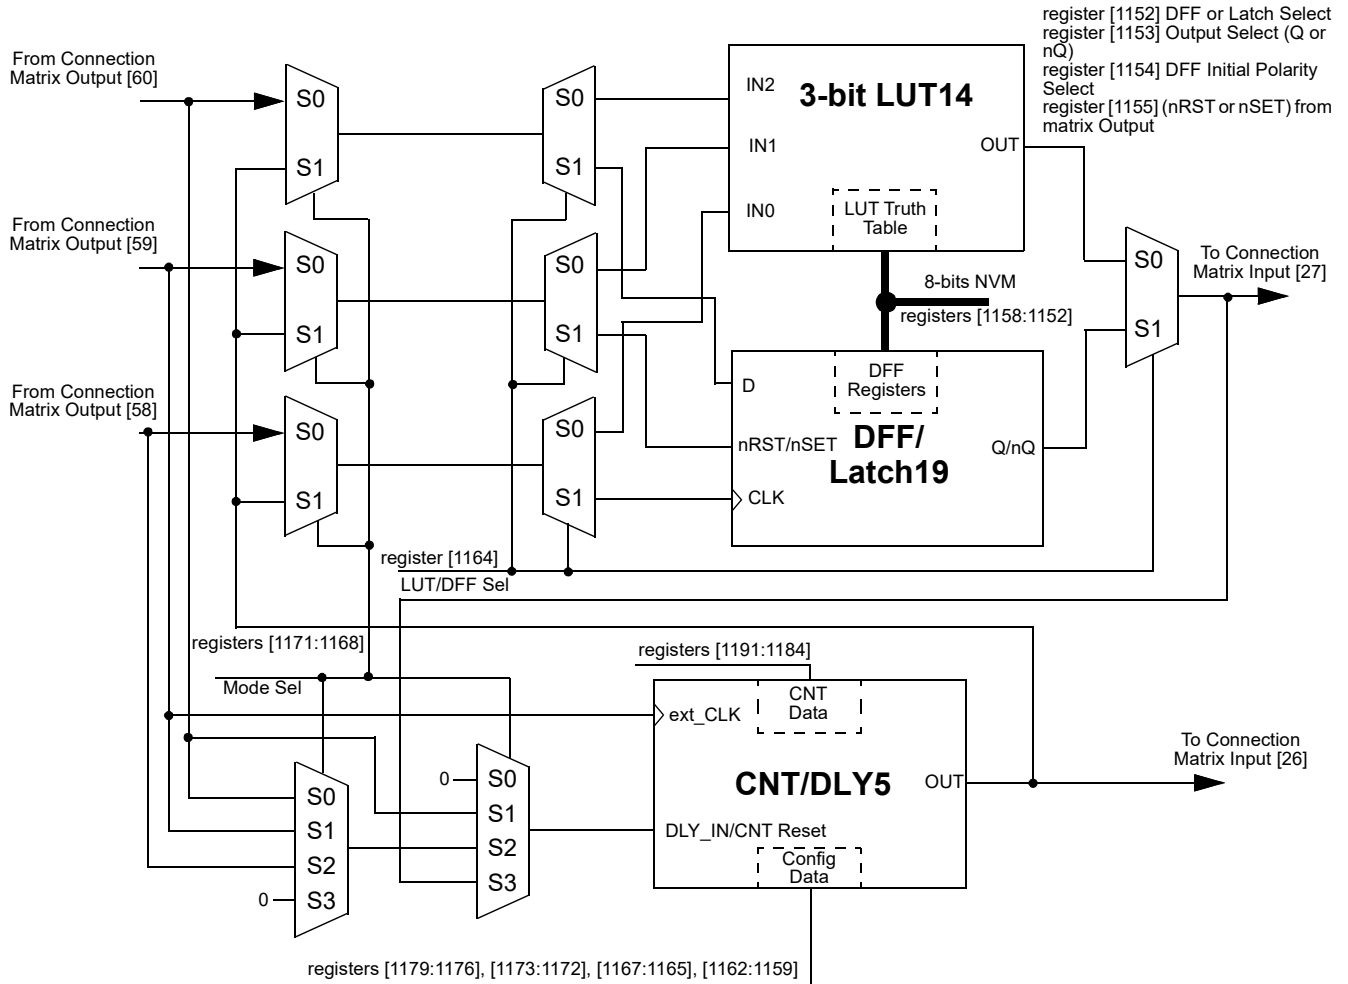 register [1152] DFF or Latch Select
register [1153] Output Select (Q or
nQ)
register [1154] DFF Initial Polarity
Select
register [1155] (nRST or nSET) from
matrix Output
From Connection
Matrix Output [60]
S0
S1
S0
S1
IN2
3-bit LUT14
IN1
OUT
IN0
LUT Truth
Table
From Connection
Matrix Output [59]
S0
S1
S0
S1
8-bits NVM
registers [1158:1152]
S0
S1
To Connection
Matrix Input [27]
From Connection
Matrix Output [58]
S0
S1
S0
S1
D
DFF
Registers
nRST/nSET
DFF/
Latch19
Q/nQ
CLK
register [1164]
LUT/DFF Sel
registers [1171:1168]
Mode Sel
registers [1191:1184]
ext_CLK
CNT
Data
CNT/DLY5
OUT
To Connection
Matrix Input [26]
DLY_IN/CNT Reset
Config
Data
S0
S1
S2
0
S3
0
S0
S1
S2
S3
registers [1179:1176], [1173:1172], [1167:1165], [1162:1159]